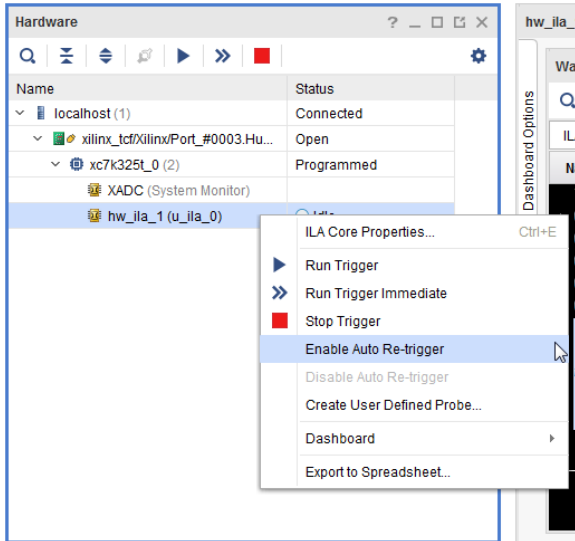 Hardware
hw_ila_
Wa
Name Status
localhost (1) Connected
xilinx_tcf/Xilinx/Port_#0003.Hu... Open
xc7k325t_0 (2) Programmed
XADC (System Monitor)
hw_ila_1 (u_ila_0) Idle
Dashboard Options
IL
N
ILA Core Properties... Ctrl+E
Run Trigger
Run Trigger Immediate
Stop Trigger
Enable Auto Re-trigger
Disable Auto Re-trigger
Create User Defined Probe...
Dashboard
Export to Spreadsheet...